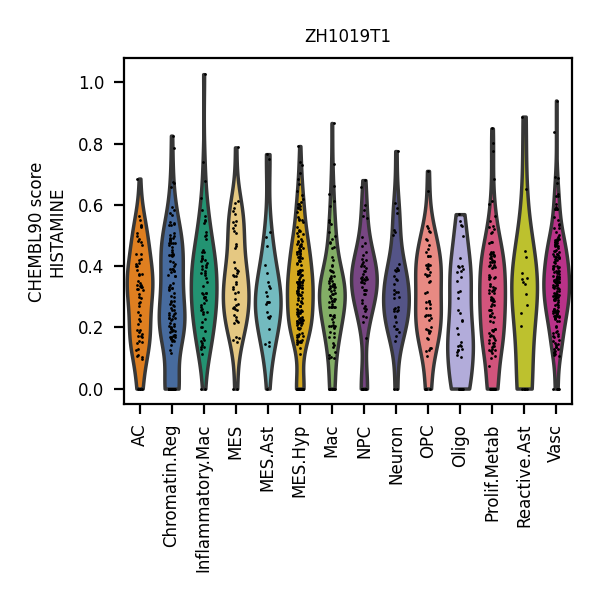 ZH1019T1
CHEMBL90 score
HISTAMINE
1.0
0.8
0.6
0.4
0.2
0.0
AC
Chromatin.Reg
Inflammatory.Mac
MES
MES.Ast
MES.Hyp
Mac
NPC
Neuron
OPC
Oligo
Prolif.Metab
Reactive.Ast
Vasc